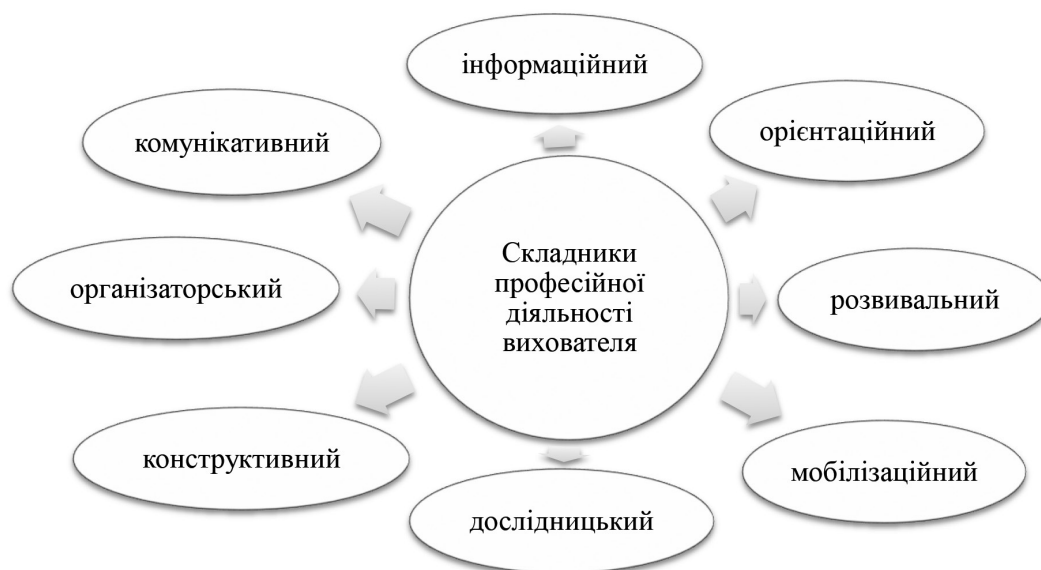 інформаційний
комунікативний
орієнтаційний
Складники
професійної
діяльності
вихователя
організаторський
розвивальний
конструктивний
мобілізаційний
дослідницький